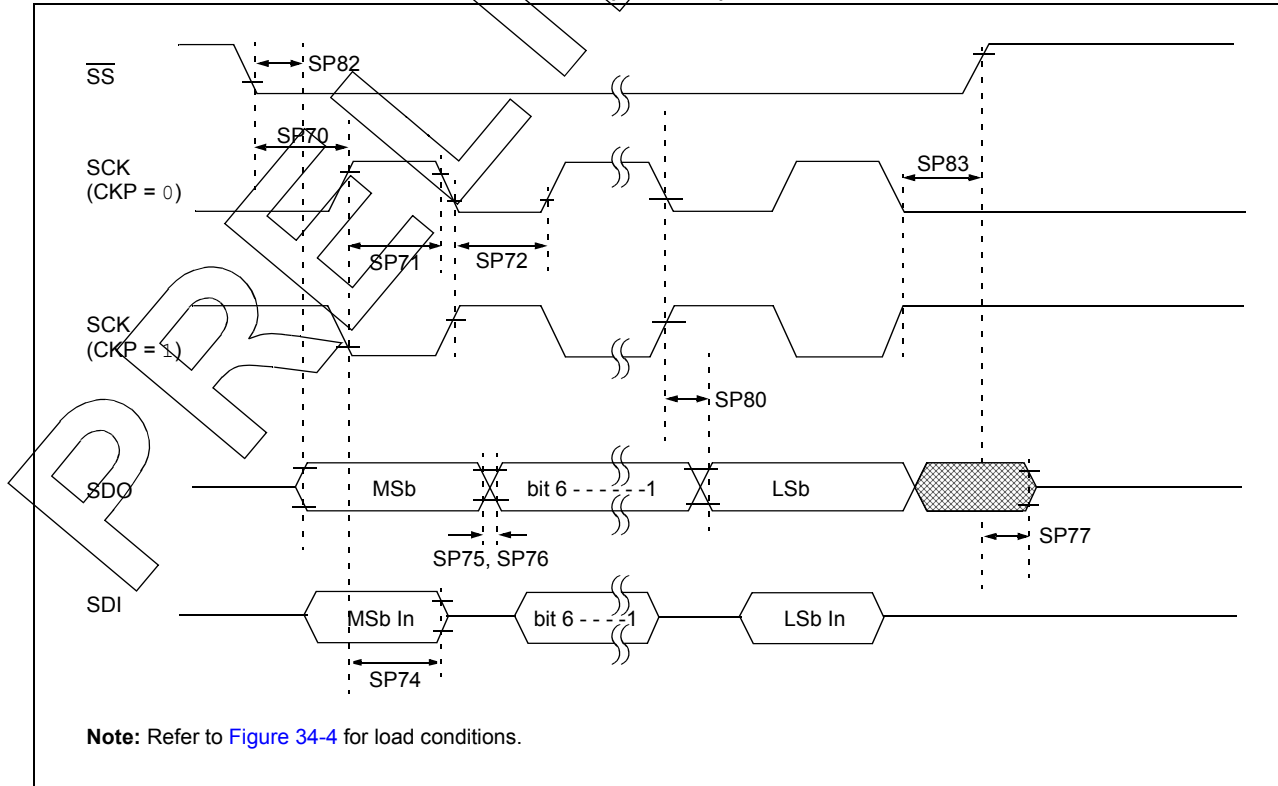 SS
SP82
SP70
SCK
(CKP = 0)
SP83
SP71
SP72
SCK
(CKP = 1)
SP80
SDO
MSb
bit 6 - - - - - -1
LSb
SP75, SP76
SP77
SDI
MSb In
bit 6 - - - -1
LSb In
SP74
Note: Refer to Figure 34-4 for load conditions.
PREL